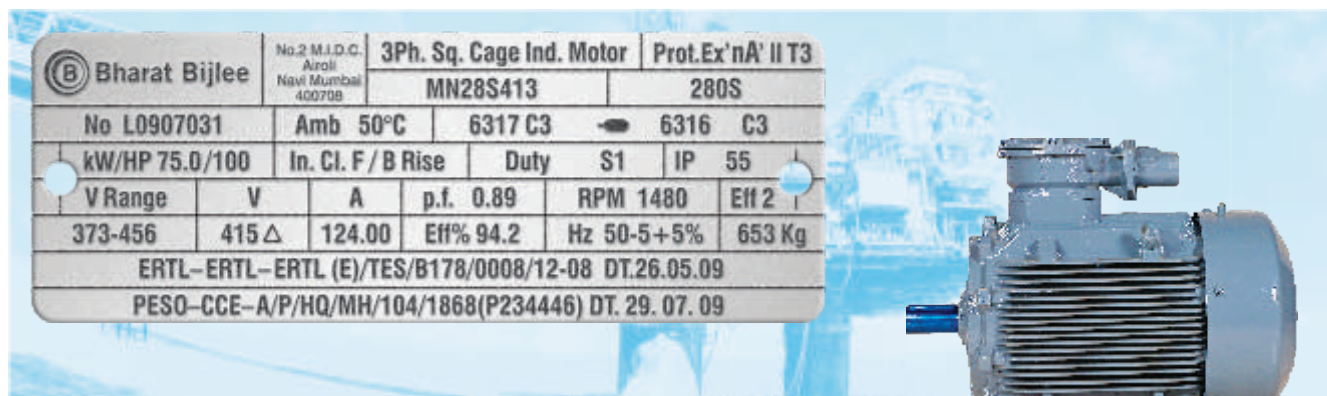 B Bharat Bijlee
No.2 M.I.D.C.
Airoli
Navi Mumbai
400708
3Ph. Sq. Cage Ind. Motor Prot.Ex'nA' II T3
MN28S413 280S
No L0907031 Amb 50°C 6317 C3 6316 C3
kW/HP 75.0/100 In. Cl. F / B Rise Duty S1 IP 55
V Range V A p.f. 0.89 RPM 1480 Eff 2
373-456 415 Δ 124.00 Eff% 94.2 Hz 50-5+5% 653 Kg
ERTL–ERTL–ERTL (E)/TES/B178/0008/12-08 DT.26.05.09
PESO–CCE–A/P/HQ/MH/104/1868(P234446) DT. 29. 07. 09